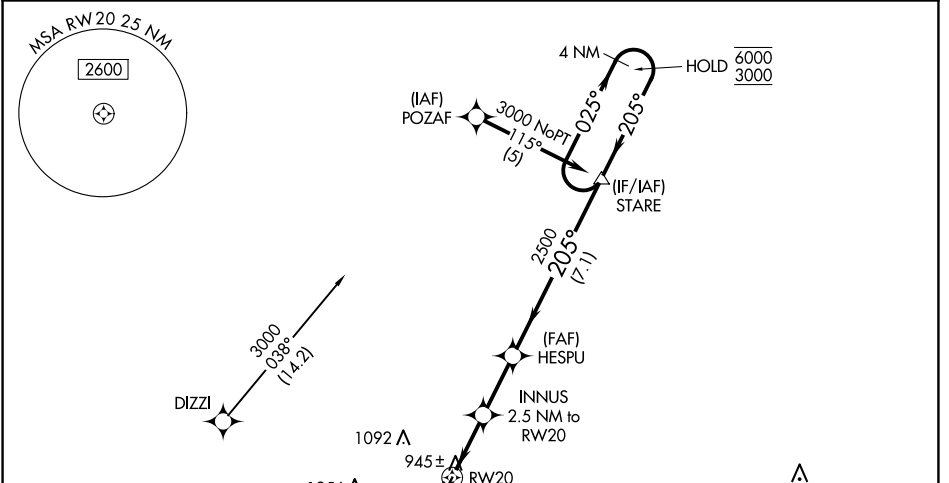 MSA RW20 25 NM
2600
(IAF)
POZAF
3000 NoPT
115°
(5)
4 NM
HOLD
6000
3000
025°
205°
(IF/IAF)
STARE
2500
205°
(7.1)
(FAF)
HESPU
3000
038°
(14.2)
DIZZI
INNUS
2.5 NM to
RW20
1092
945±
RW20